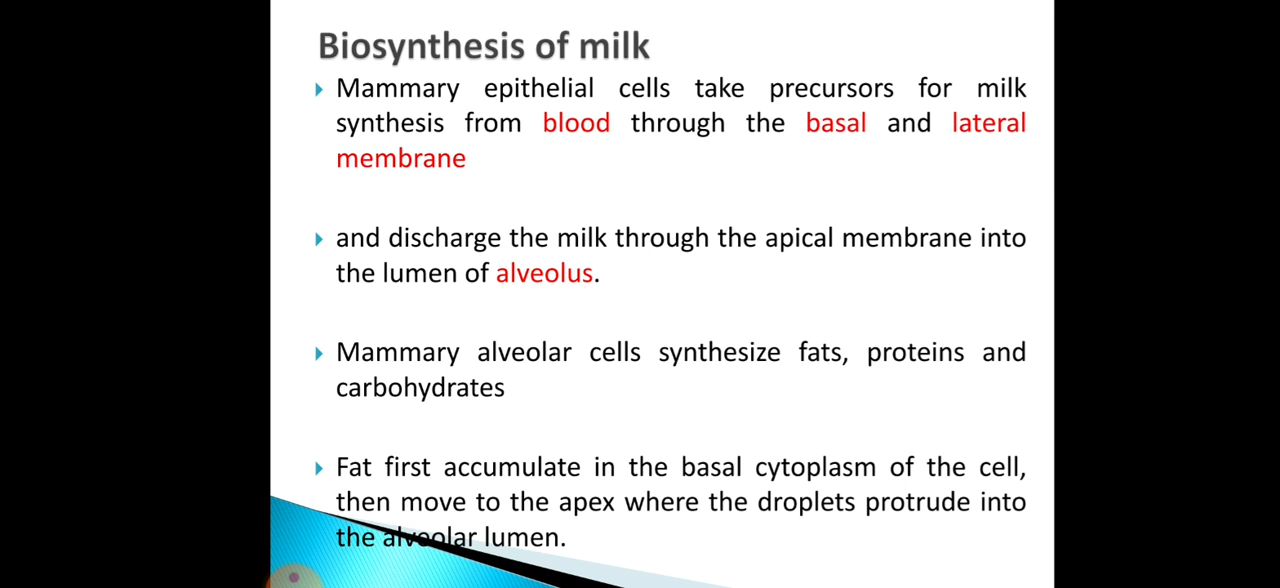 Biosynthesis of milk
Mammary epithelial cells take precursors for milk
synthesis from blood through the basal and lateral
membrane
and discharge the milk through the apical membrane into
the lumen of alveolus.
Mammary alveolar cells synthesize fats, proteins and
carbohydrates
Fat first accumulate in the basal cytoplasm of the cell,
then move to the apex where the droplets protrude into
the alveolar lumen.